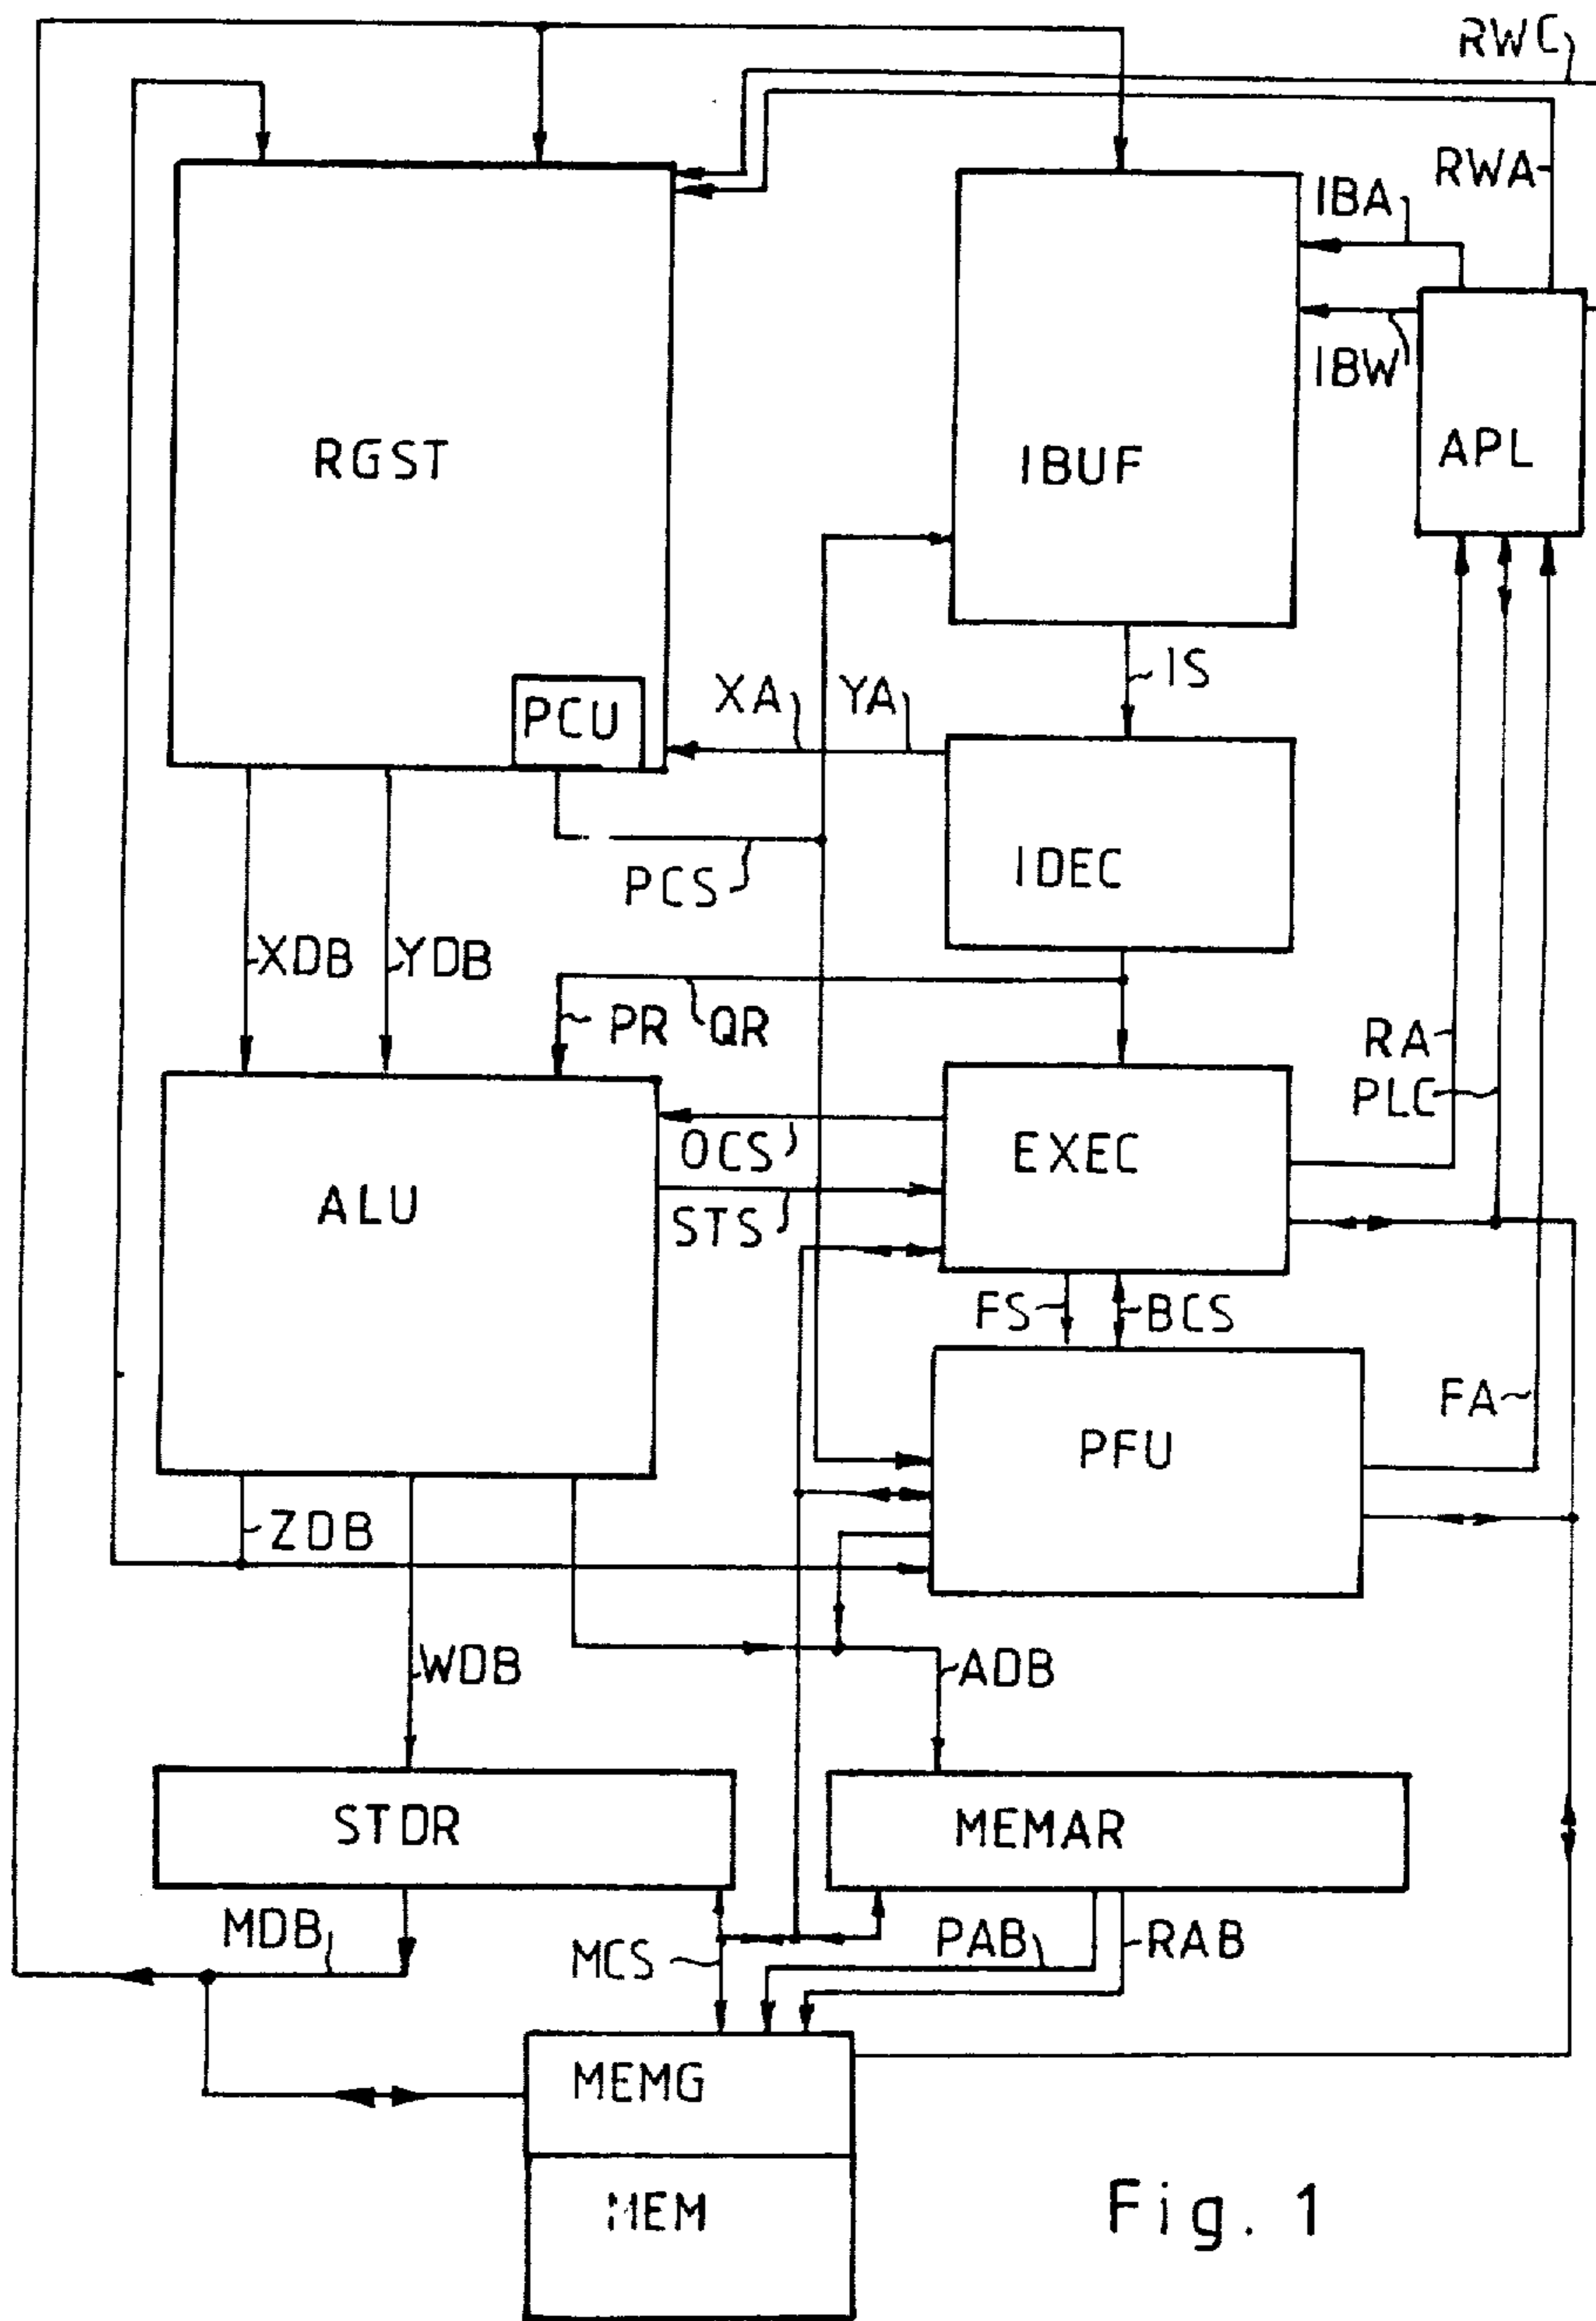 RWC
RWA
IBA
IBW
RGST
IBUF
APL
IS
XA
YA
PCU
PCS
IDEC
XDB
YDB
PR
QR
RA
PLC
OCS
EXEC
ALU
STS
FS
BCS
FA
PFU
ZDB
WDB
ADB
STDR
MEMAR
MDB
MCS
PAB
RAB
MEMG
MEM
Fig. 1